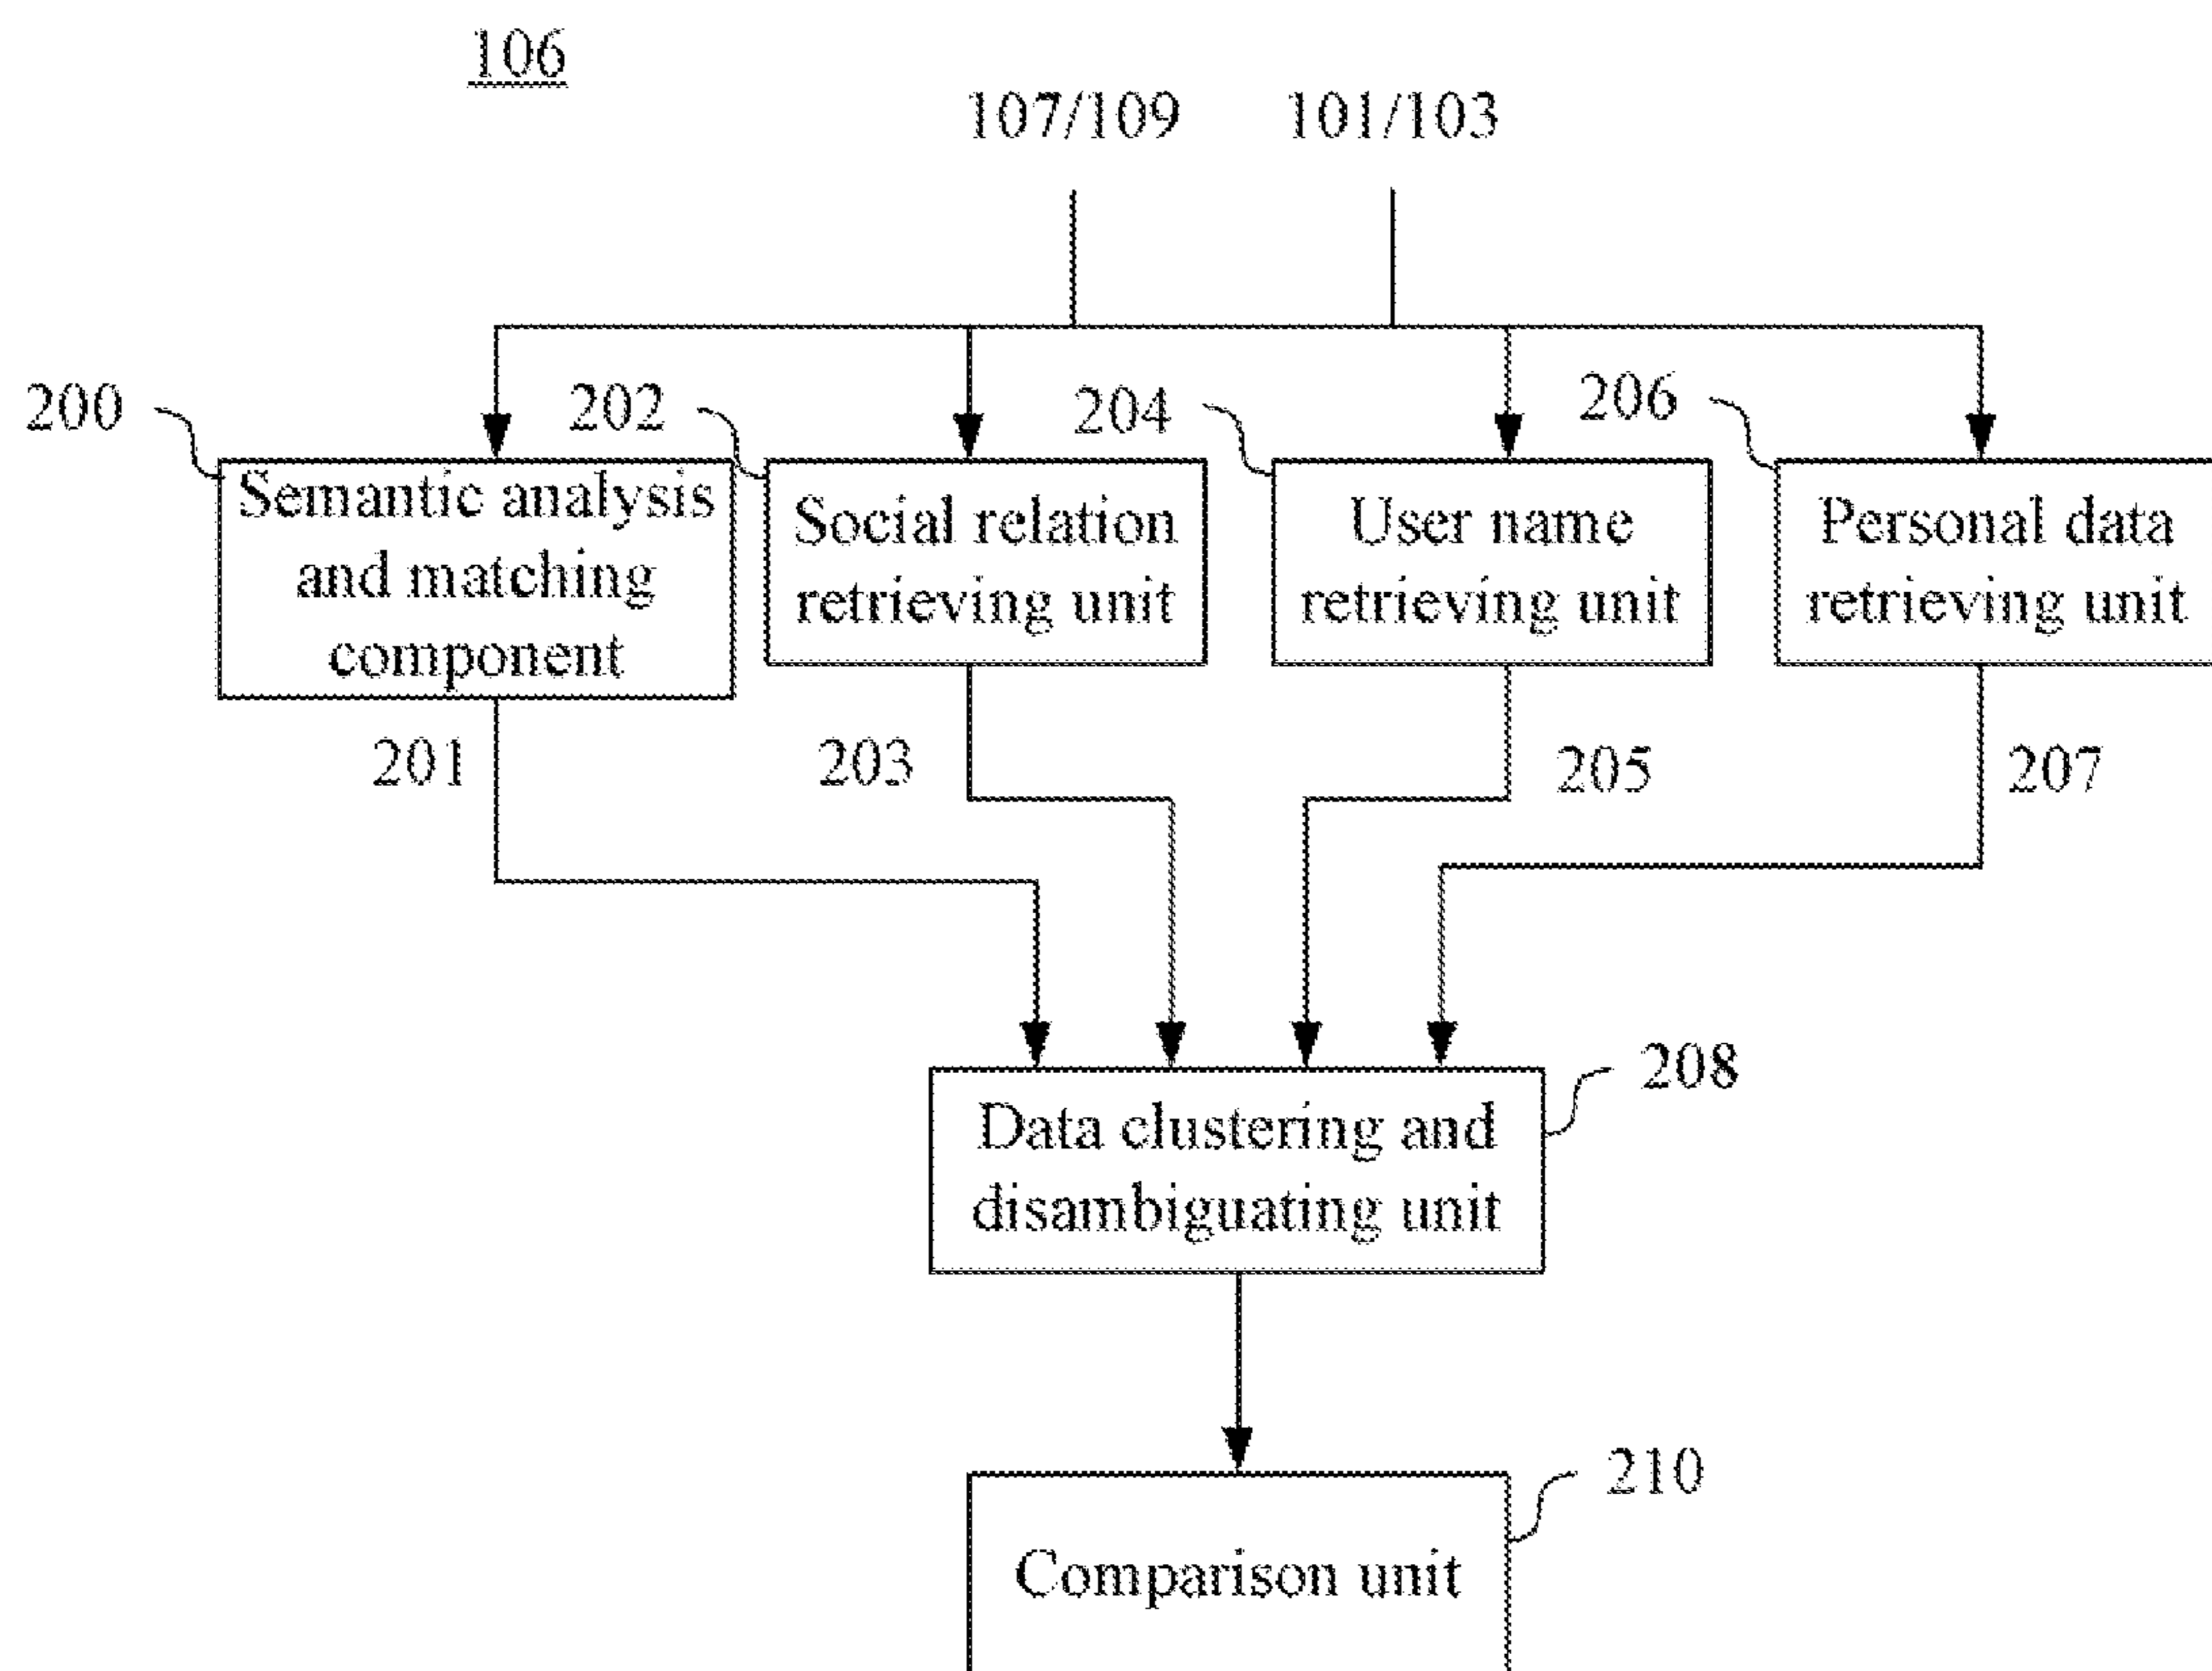 106
107/109 101/103
200
202
204
206
Semantic analysis
and matching
component
Social relation
retrieving unit
User name
retrieving unit
Personal data
retrieving unit
201
203
205
207
208
Data clustering and
disambiguating unit
210
Comparison unit